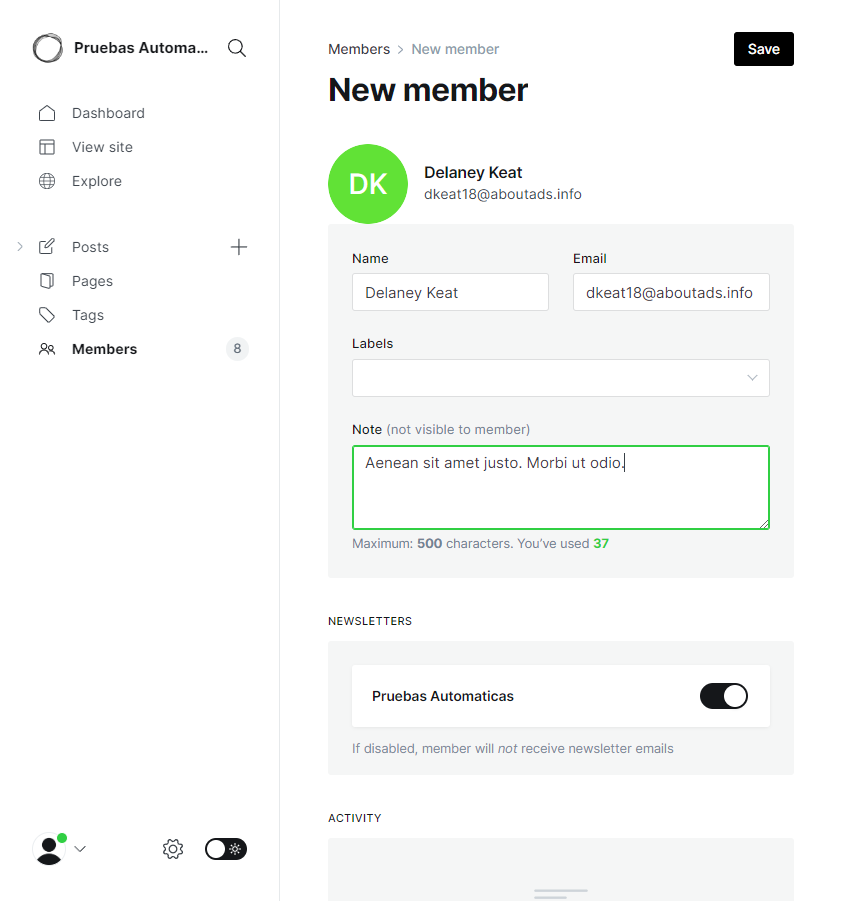 Pruebas Automa...
Dashboard
View site
Explore
Posts
Pages
Tags
Members
8
Members > New member
Save
New member
DK
Delaney Keat
dkeat18@aboutads.info
Name
Email
Delaney Keat
dkeat18@aboutads.info
Labels
Note (not visible to member)
Aenean sit amet justo. Morbi ut odio.
Maximum: 500 characters. You’ve used 37
NEWSLETTERS
Pruebas Automaticas
If disabled, member will not receive newsletter emails
ACTIVITY